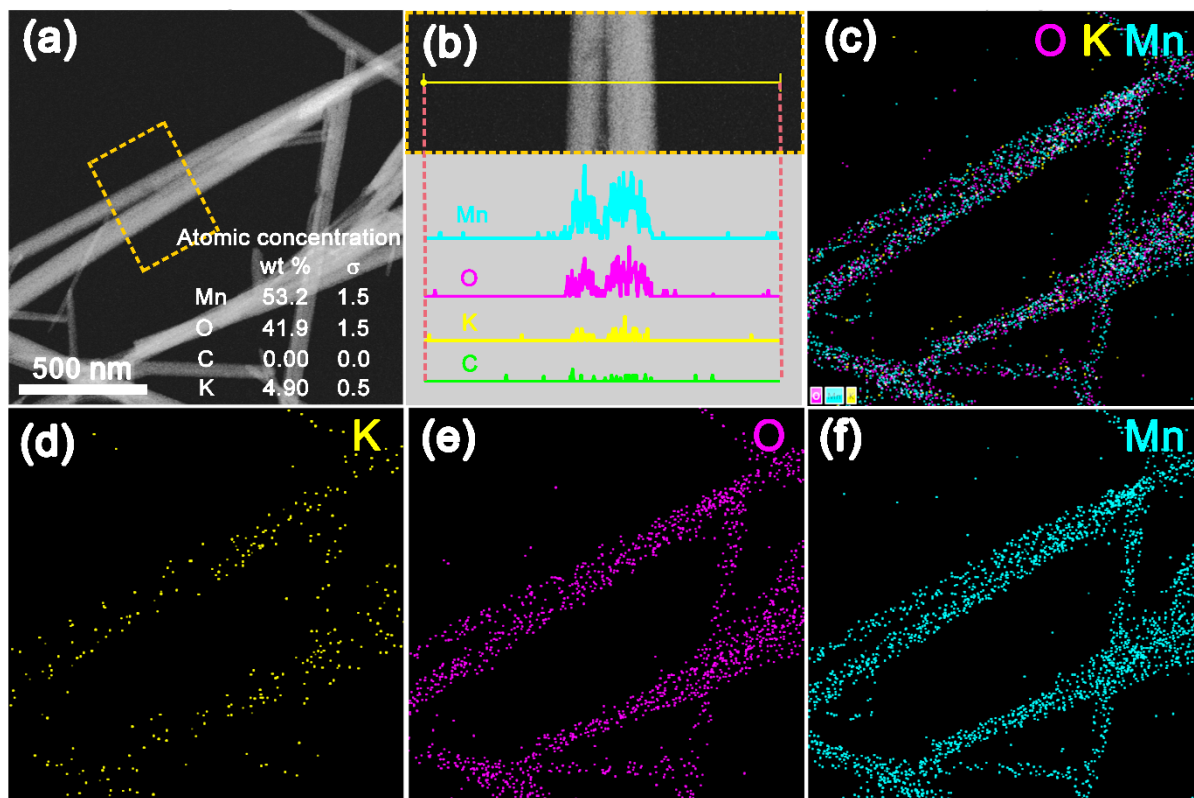 (a)
Atomic concentration
wt % σ
Mn 53.2 1.5
O 41.9 1.5
C 0.00 0.0
K 4.90 0.5
500 nm
(b)
Mn
O
K
C
(c)
O K Mn
O
(d)
K
(e)
O
(f)
Mn